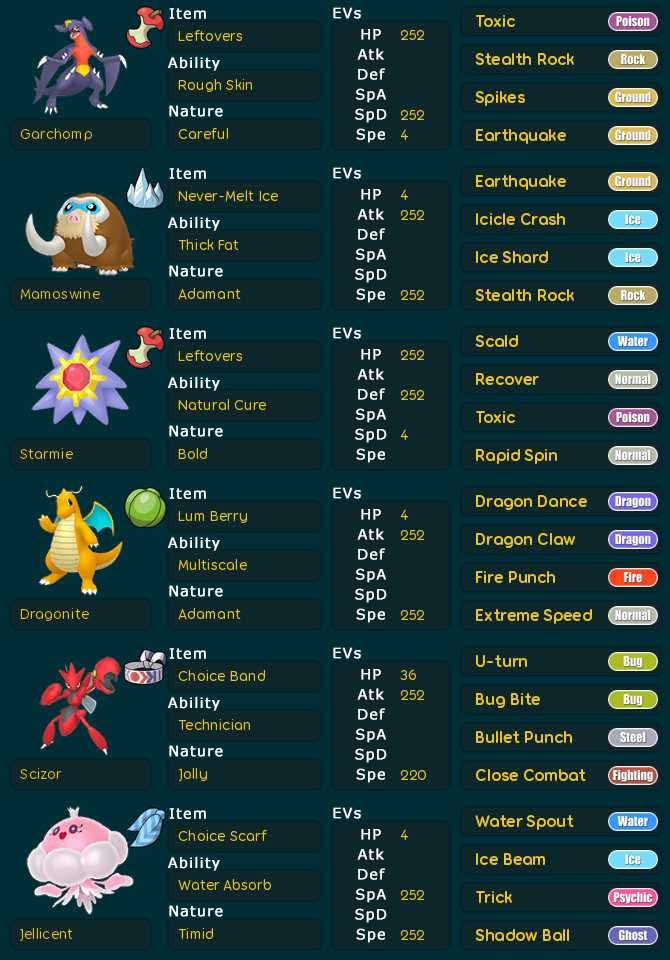 Item
Leftovers
Ability
Rough Skin
Nature
Careful
Garchomp
EVs
HP 252
Atk
Def
SpA
SpD 252
Spe 4
Toxic Poison
Stealth Rock Rock
Spikes Ground
Earthquake Ground
Item
Never-Melt Ice
Ability
Thick Fat
Nature
Adamant
Mamoswine
EVs
HP 4
Atk 252
Def
SpA
SpD
Spe 252
Earthquake Ground
Icicle Crash Ice
Ice Shard Ice
Stealth Rock Rock
Item
Leftovers
Ability
Natural Cure
Nature
Bold
Starmie
EVs
HP 252
Atk
Def 252
SpA
SpD 4
Spe
Scald Water
Recover Normal
Toxic Poison
Rapid Spin Normal
Item
Lum Berry
Ability
Multiscale
Nature
Adamant
Dragonite
EVs
HP 4
Atk 252
Def
SpA
SpD
Spe 252
Dragon Dance Dragon
Dragon Claw Dragon
Fire Punch Fire
Extreme Speed Normal
Item
Choice Band
Ability
Technician
Nature
Jolly
Scizor
EVs
HP 36
Atk 252
Def
SpA
SpD
Spe 220
U-turn Bug
Bug Bite Bug
Bullet Punch Steel
Close Combat Fighting
Item
Choice Scarf
Ability
Water Absorb
Nature
Timid
Jellicent
EVs
HP 4
Atk
Def
SpA 252
SpD
Spe 252
Water Spout Water
Ice Beam Ice
Trick Psychic
Shadow Ball Ghost